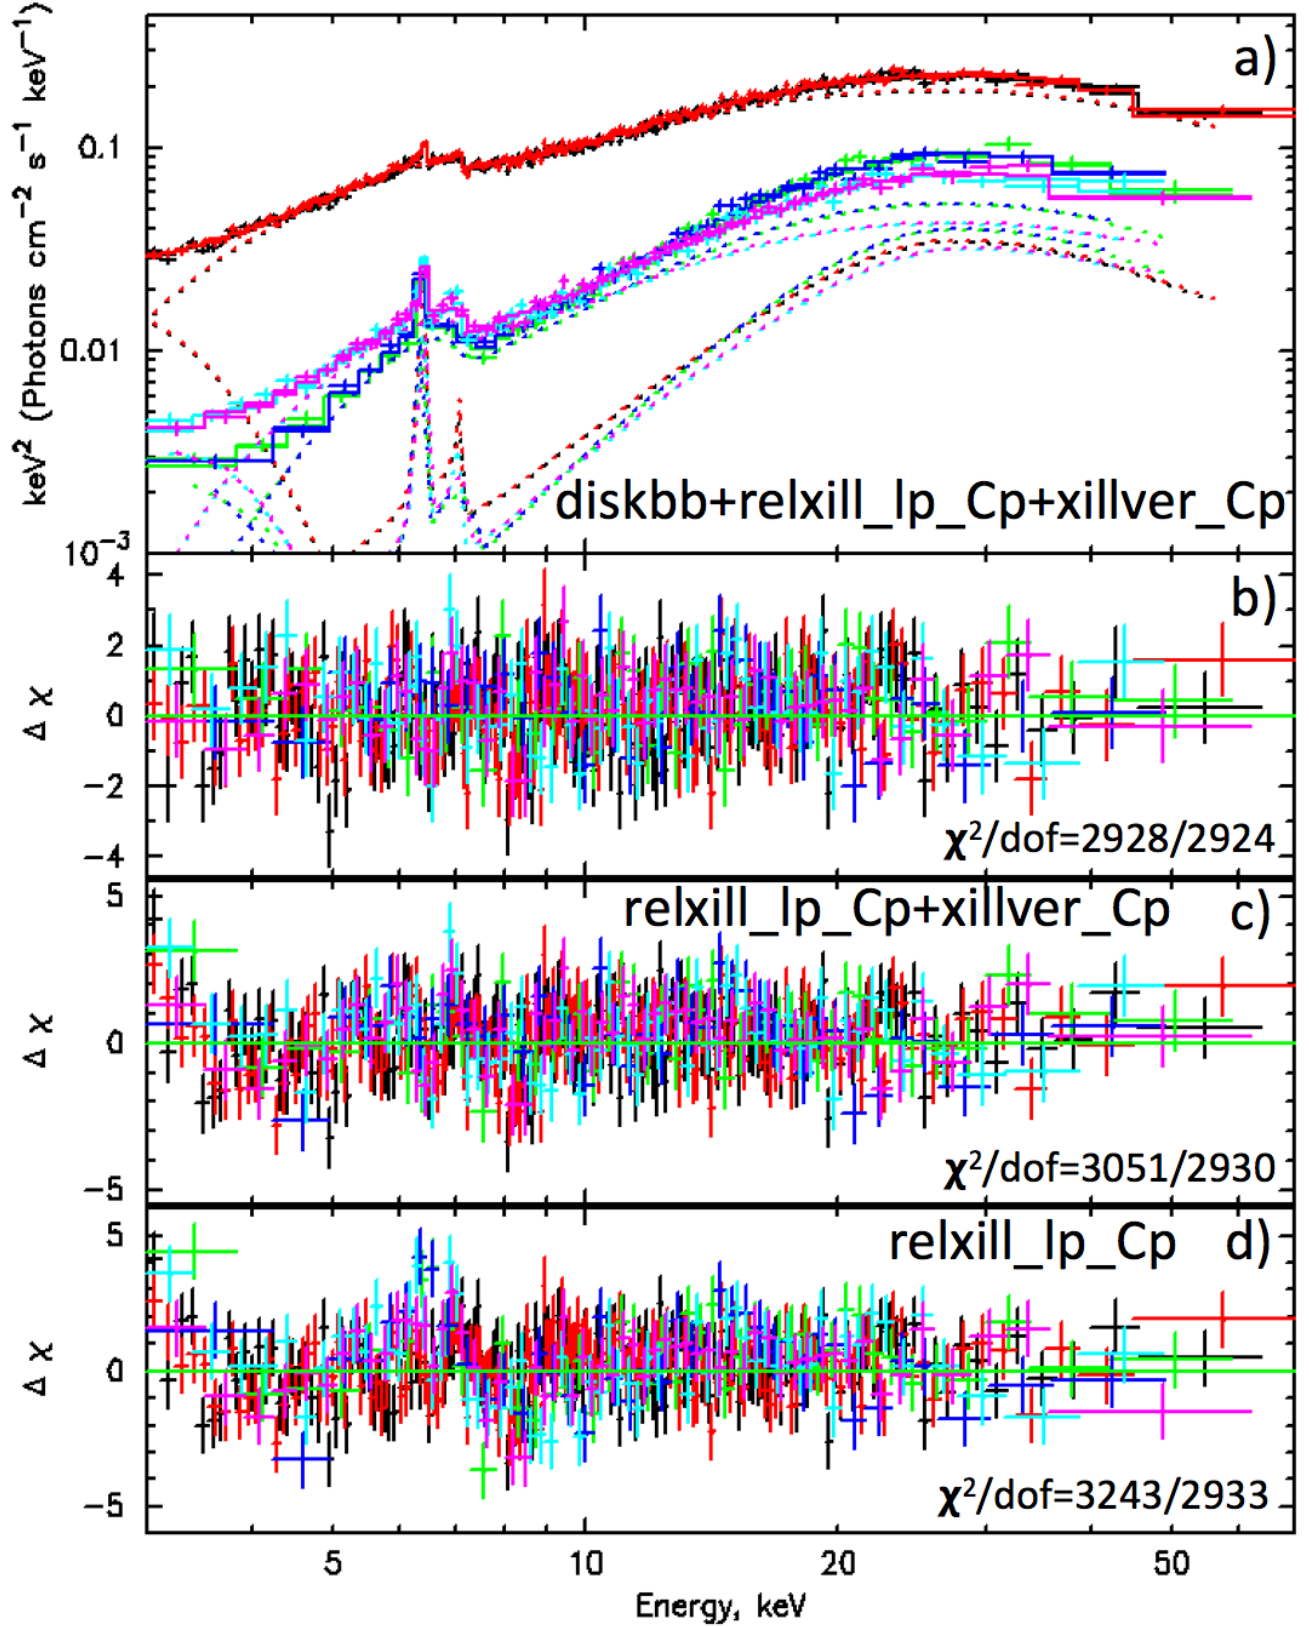 keV² (Photons cm⁻² s⁻¹ keV⁻¹)
0.1
0.01
10⁻³
a)
diskbb+relxill_lp_Cp+xillver_Cp
Δ χ
4
2
0
−2
−4
b)
χ²/dof=2928/2924
Δ χ
5
0
−5
relxill_lp_Cp+xillver_Cp c)
χ²/dof=3051/2930
Δ χ
5
0
−5
relxill_lp_Cp d)
χ²/dof=3243/2933
5 10 20 50
Energy, keV